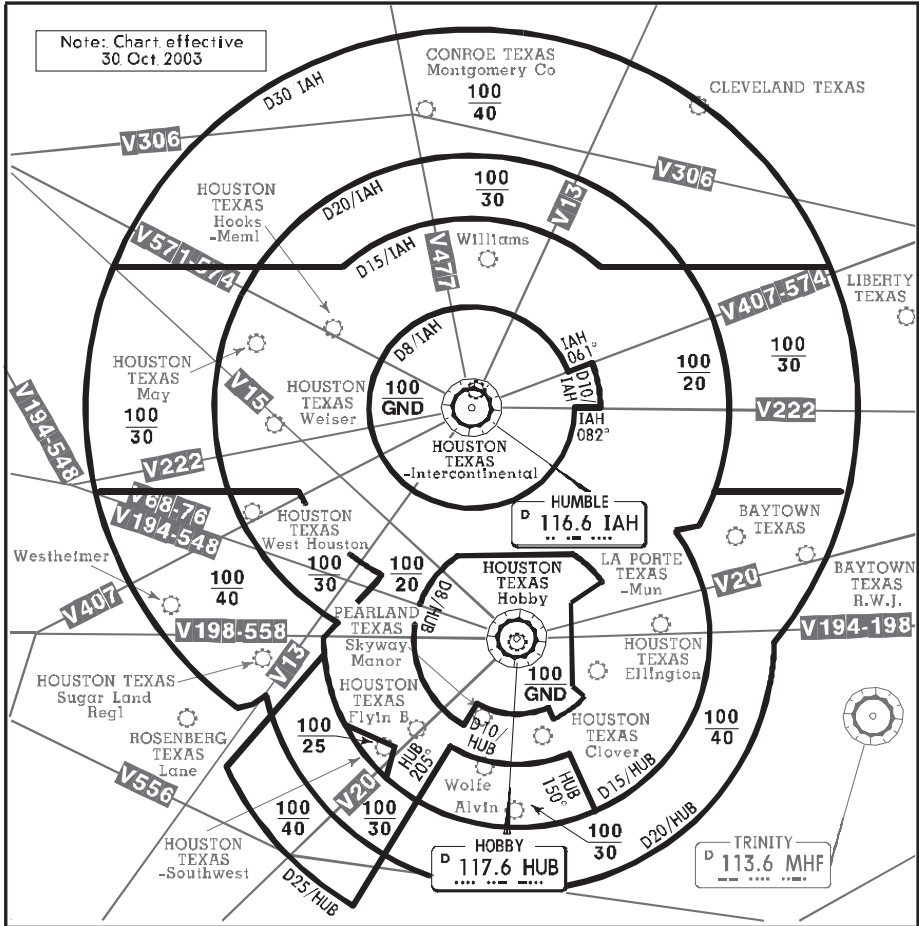 Note: Chart effective
30 Oct. 2003
D30 IAH
CONROE TEXAS
Montgomery Co
100
40
CLEVELAND TEXAS
V306
V306
HOUSTON
TEXAS
Hooks
-Meml
D20/IAH
100
30
V13
V571-574
D15/IAH
V477
Williams
V407-574
LIBERTY
TEXAS
D8/IAH
IAH
061°
D10/
IAH
100
30
100
20
HOUSTON
TEXAS
May
V15
HOUSTON
TEXAS
Weiser
100
GND
IAH
082°
V222
100
30
V194-548
V222
HOUSTON
TEXAS
-Intercontinental
V68-76
V194-548
HUMBLE
D 116.6 IAH
BAYTOWN
TEXAS
HOUSTON
TEXAS
West Houston
Westheimer
100
40
100
30
100
20
D8/HUB
HOUSTON
TEXAS
Hobby
LA PORTE
TEXAS
-Mun
V20
BAYTOWN
TEXAS
R.W.J.
V407
PEARLAND
TEXAS
Skyway
Manor
V198-558
V194-198
V13
HOUSTON TEXAS
Sugar Land
Regl
HOUSTON
TEXAS
Flyin B
100
GND
HOUSTON
TEXAS
Ellington
ROSENBERG
TEXAS
Lane
100
25
HUB
205°
D10/
HUB
HOUSTON
TEXAS
Clover
100
40
V556
V20
Wolfe
HUB
150°
D15/HUB
100
40
100
30
Alvin
100
30
D20/HUB
HOUSTON
TEXAS
-Southwest
D25/HUB
HOBBY
D 117.6 HUB
TRINITY
D 113.6 MHF